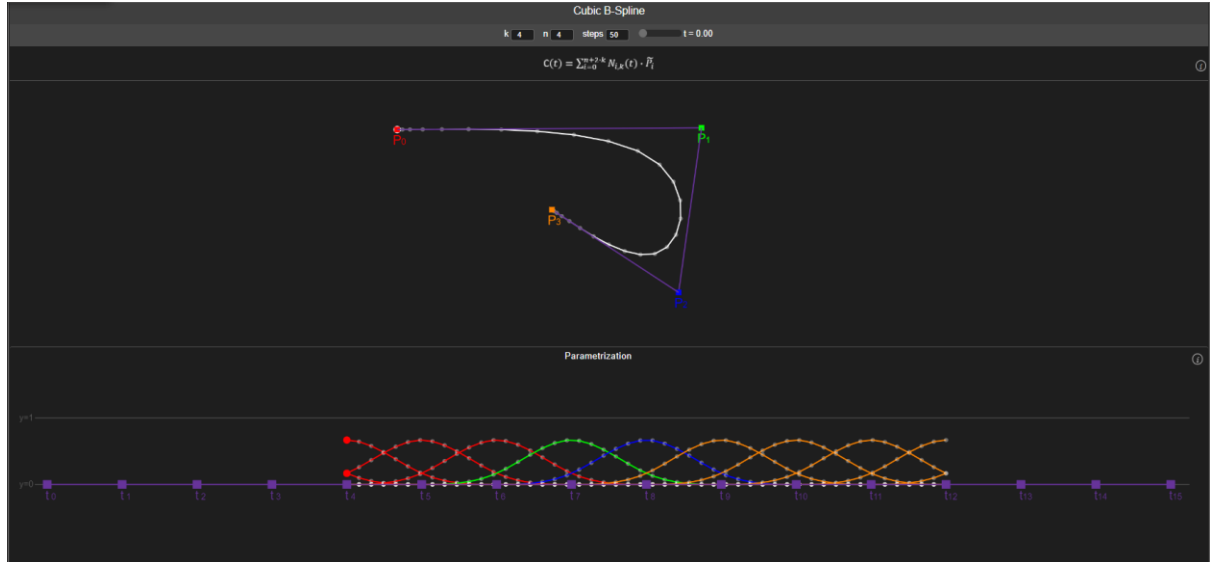 Cubic B-Spline
k 4 n 4 steps 50 t = 0.00
C(t) = ∑_{i=0}^{n+2·k} N_{i,k}(t) · P̃_i
P₀
P₁
P₃
Parametrization
y=1
y=0
t₀ t₁ t₂ t₃ t₄ t₅ t₆ t₇ t₈ t₉ t₁₀ t₁₁ t₁₂ t₁₃ t₁₄ t₁₅